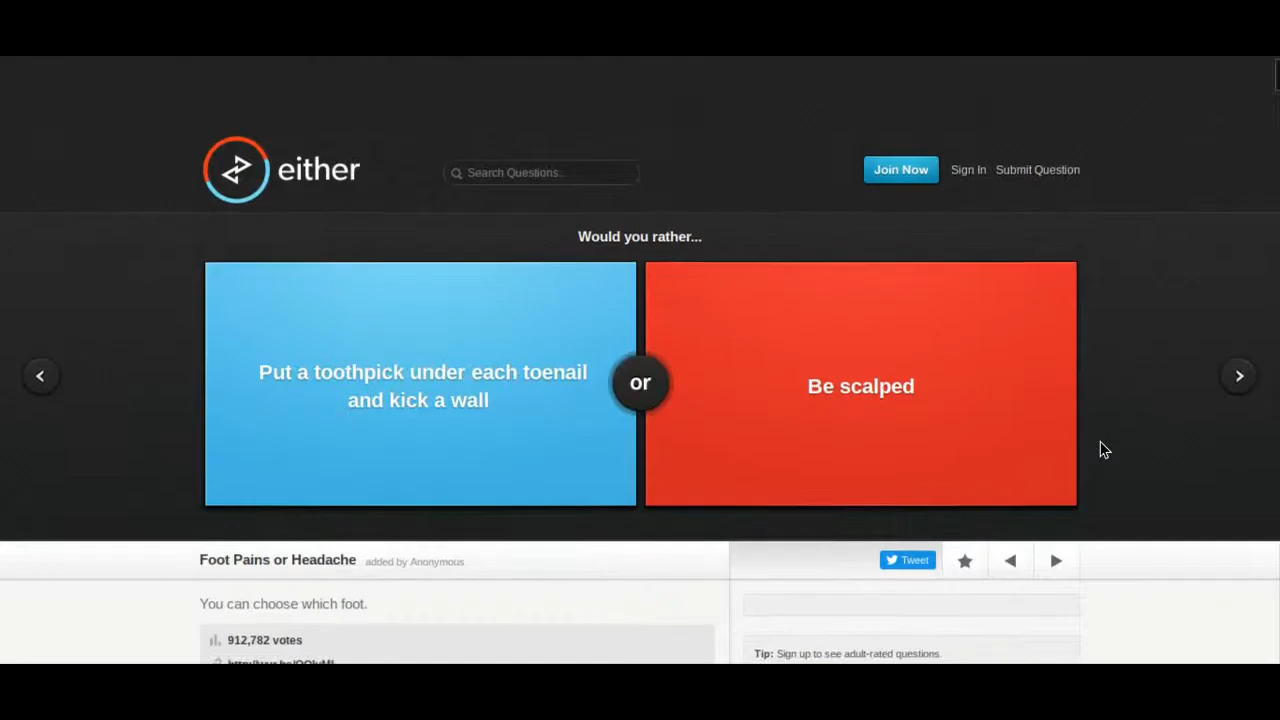 either
Search Questions..
Join Now
Sign In
Submit Question
Would you rather...
Put a toothpick under each toenail
and kick a wall
or
Be scalped
Foot Pains or Headache
added by Anonymous
Tweet
You can choose which foot.
912,782 votes
Tip: Sign up to see adult-rated questions.